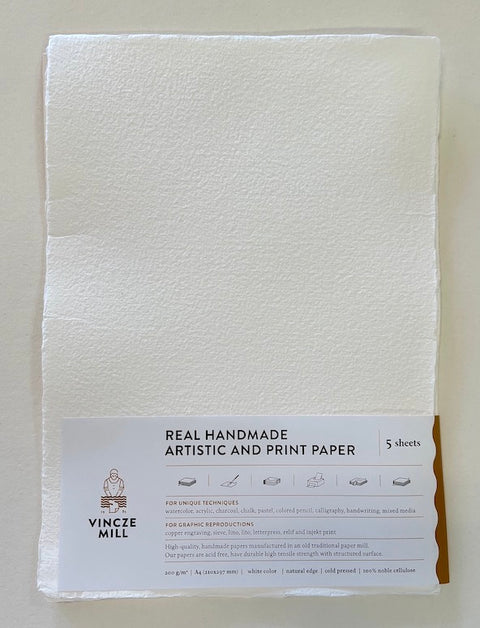 REAL HANDMADE
ARTISTIC AND PRINT PAPER
5 sheets
VINCZE
MILL
FOR UNIQUE TECHNIQUES
watercolor, acrylic, charcoal, chalk, pastel, colored pencil, calligraphy, handwriting, mixed media
FOR GRAPHIC REPRODUCTIONS
copper engraving, sieve, lime, lino, letterpress, relif and injekt print
High-quality, handmade papers manufactured in an old traditional paper mill.
Our papers are acid free, have durable high tensile strength with structured surface.
200 g/m² | A4 (210x297 mm) | white color | natural edge | cold pressed | 100% noble cellulose